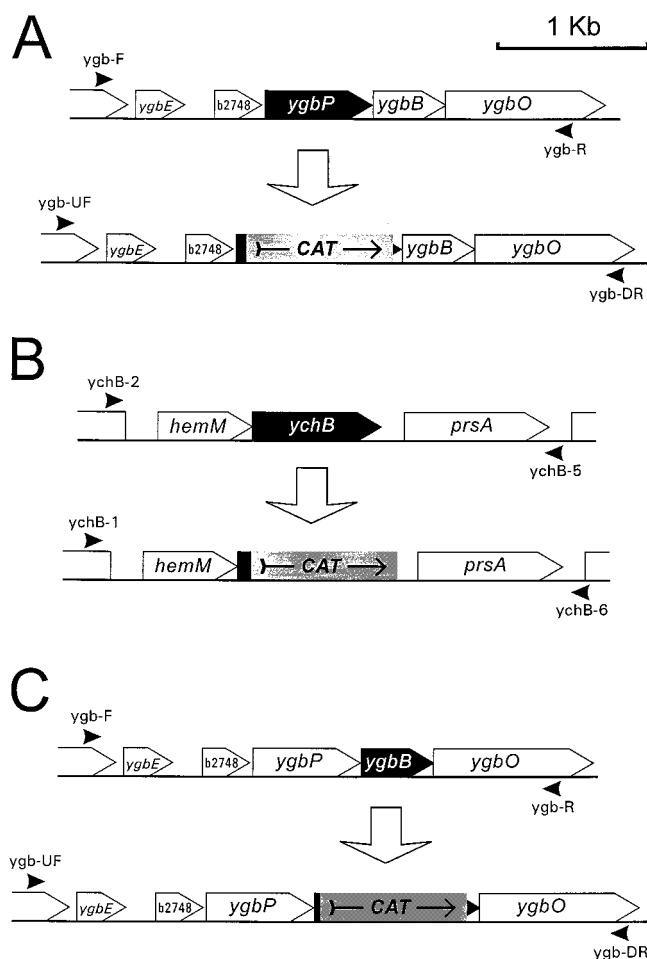 A
1 Kb
ygb-F
ygbE b2748 ygbP ygbB ygbO
ygb-R
ygb-UF
ygbE b2748 CAT ygbB ygbO
ygb-DR
B
ychB-2
hemM ychB prsA
ychB-5
ychB-1
hemM CAT prsA
ychB-6
C
ygb-F
ygbE b2748 ygbP ygbB ygbO
ygb-R
ygb-UF
ygbE b2748 ygbP CAT ygbO
ygb-DR